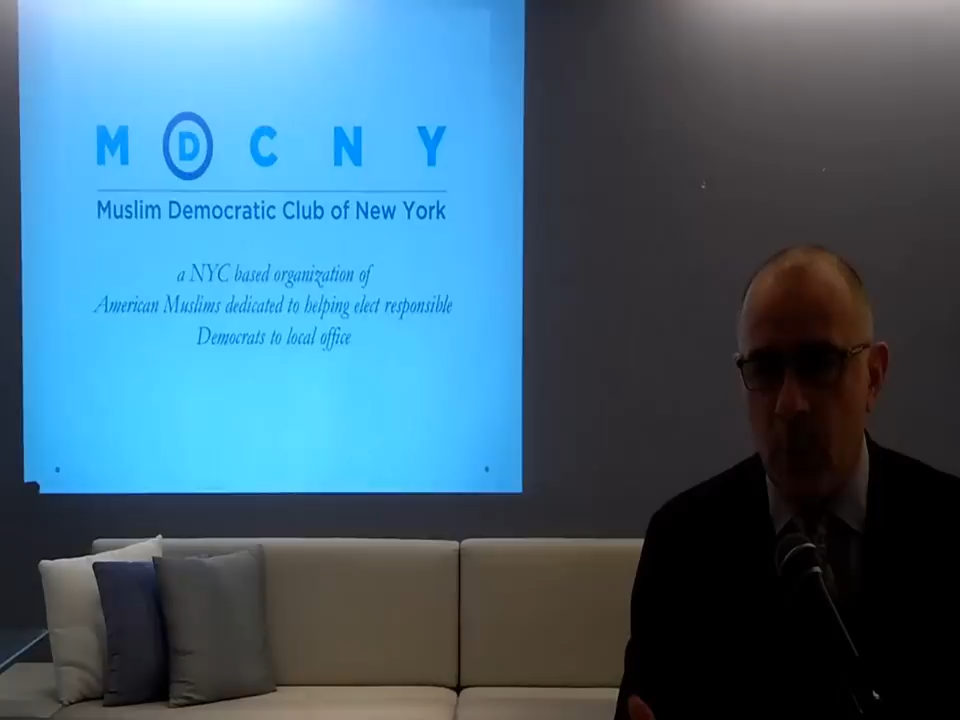 M D C N Y
Muslim Democratic Club of New York
a NYC based organization of
American Muslims dedicated to helping elect responsible
Democrats to local office